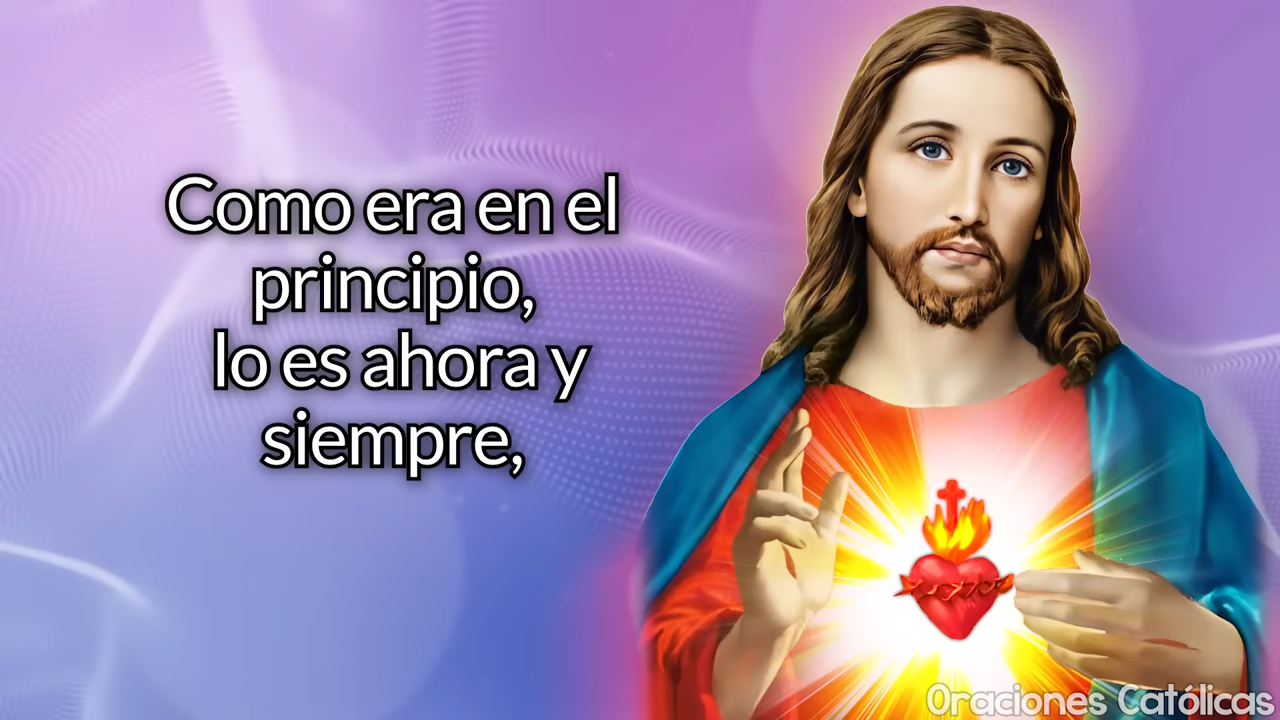 Como era en el
principio,
lo es ahora y
siempre,
Oraciones Católicas